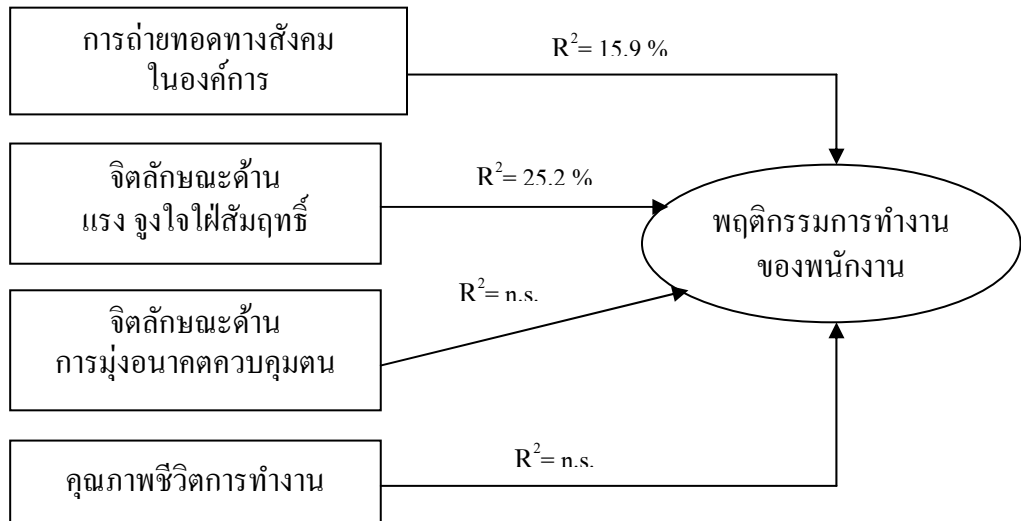 การถ่ายทอดทางสังคม
ในองค์การ
R²= 15.9 %
จิตลักษณะด้าน
แรง จูงใจใฝ่สัมฤทธิ์
R²= 25.2 %
จิตลักษณะด้าน
การมุ่งอนาคตควบคุมตน
R²= n.s.
คุณภาพชีวิตการทำงาน
R²= n.s.
พฤติกรรมการทำงาน
ของพนักงาน